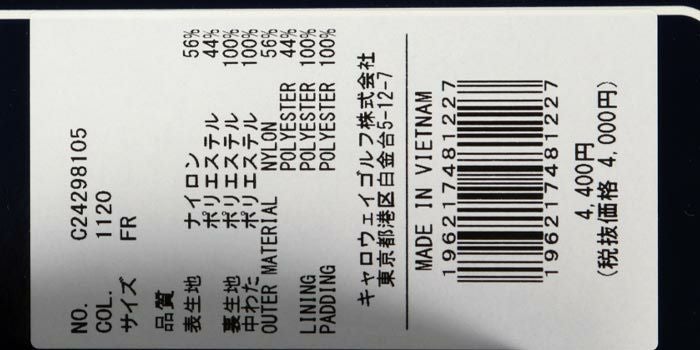 NO. C24298105
COL. 1120
サイズ FR
品質
表生地 ナイロン 56%
ポリエステル 44%
裏生地 ポリエステル 100%
中わた ポリエステル 100%
OUTER MATERIAL NYLON 56%
POLYESTER 44%
LINING POLYESTER 100%
PADDING POLYESTER 100%
キャロウェイゴルフ株式会社
東京都港区白金台5-12-7
MADE IN VIETNAM
196217481227
196217481227
4,400円
(税抜価格 4,000円)